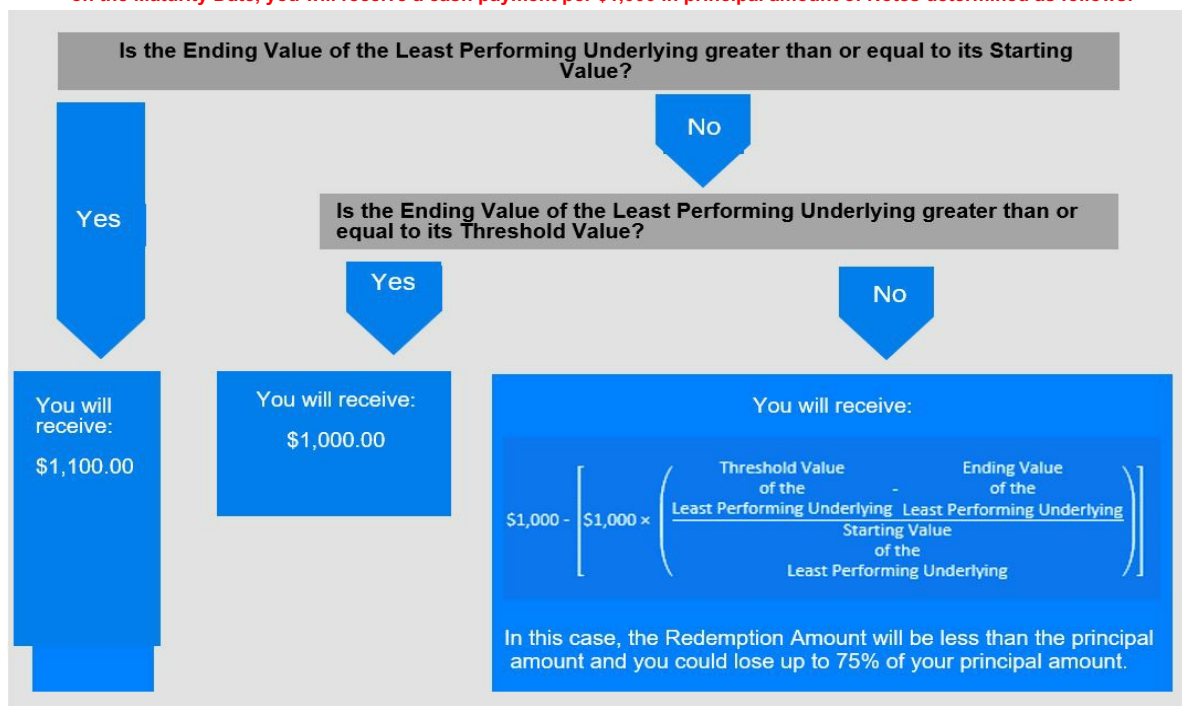 Is the Ending Value of the Least Performing Underlying greater than or equal to its Starting
Value?
No
Yes
Is the Ending Value of the Least Performing Underlying greater than or
equal to its Threshold Value?
Yes
No
You will
receive:
$1,100.00
You will receive:
$1,000.00
You will receive:
$1,000 - [$1,000 × (
Threshold Value
of the
Least Performing Underlying
-
Ending Value
of the
Least Performing Underlying
Starting Value
of the
Least Performing Underlying
)]
In this case, the Redemption Amount will be less than the principal
amount and you could lose up to 75% of your principal amount.